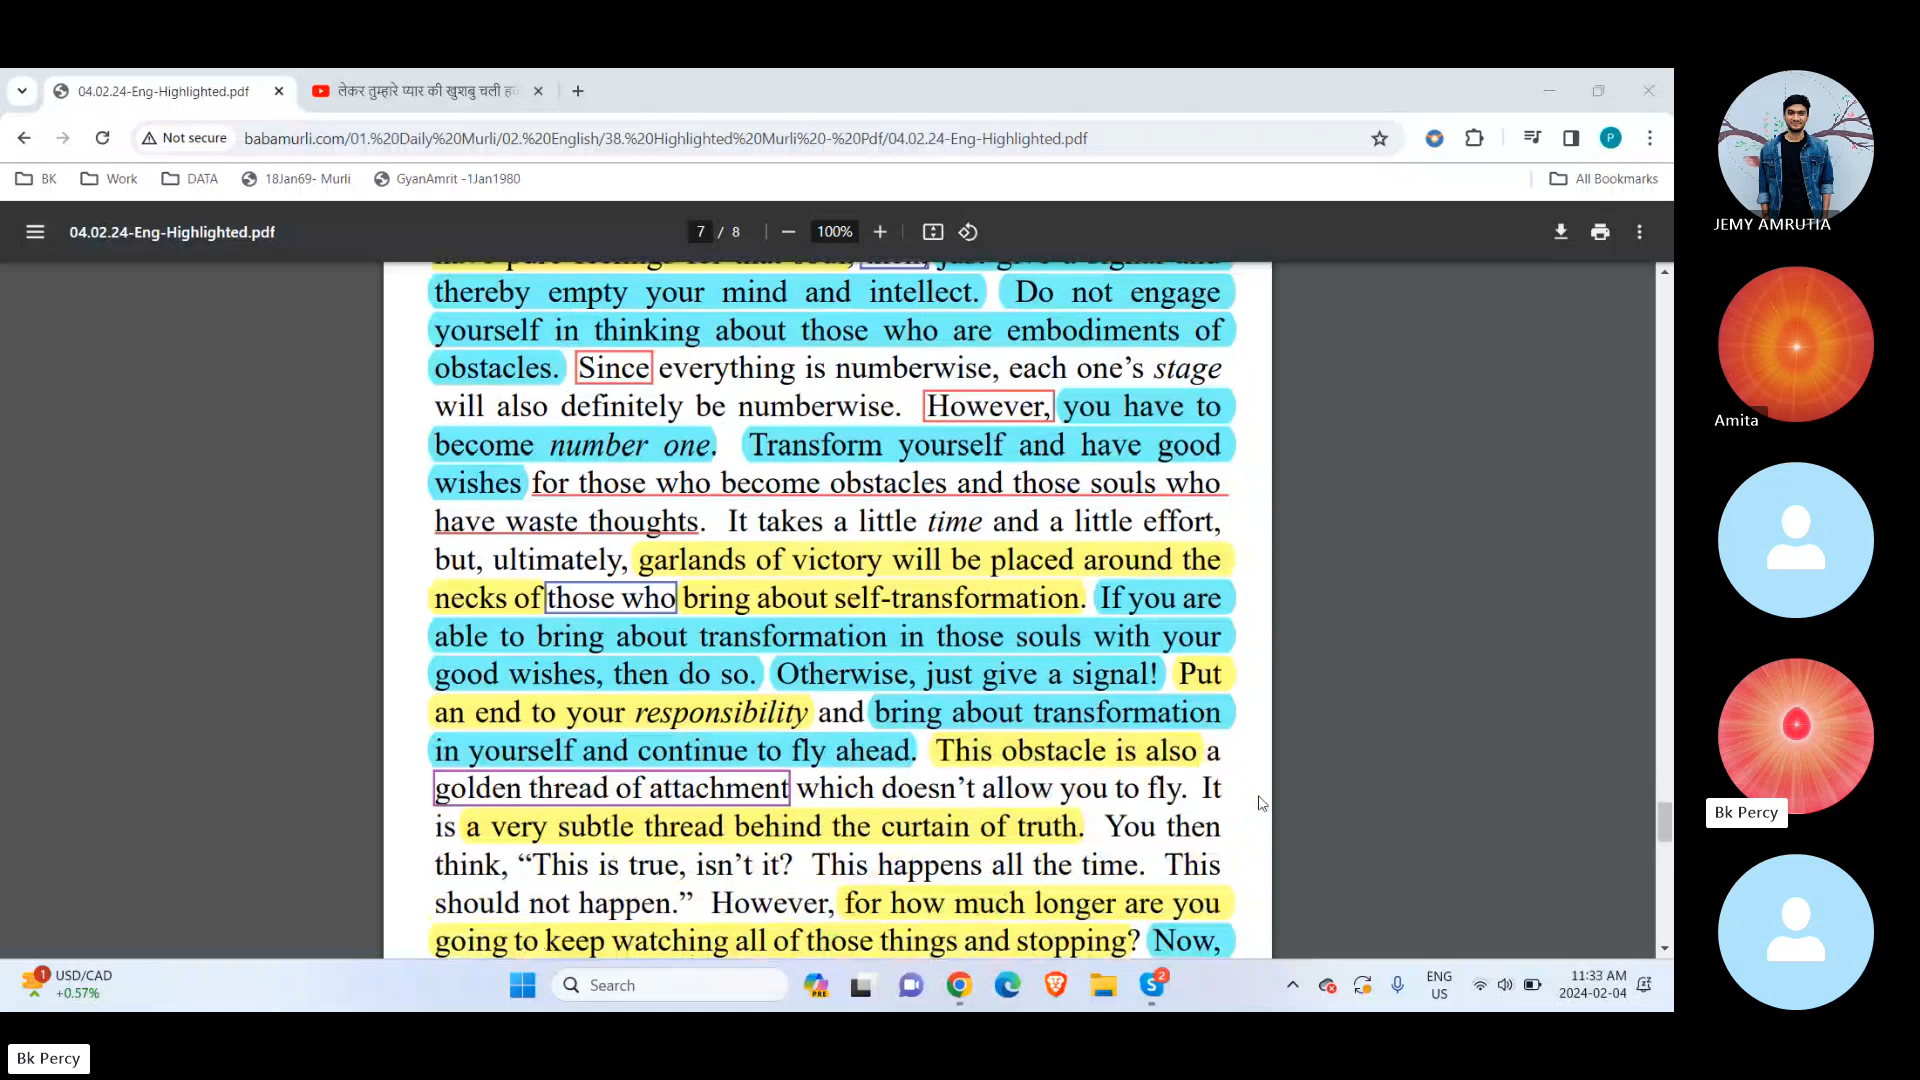 04.02.24-Eng-Highlighted.pdf
लेकर तुम्हारे प्यार की खुशबु चली
Not secure
babamurli.com/01.%20Daily%20Murli/02.%20English/38.%20Highlighted%20Murli%20-%20Pdf/04.02.24-Eng-Highlighted.pdf
P
BK
Work
DATA
18Jan69- Murli
GyanAmrit -1Jan1980
All Bookmarks
04.02.24-Eng-Highlighted.pdf
7 / 8
100%
thereby empty your mind and intellect. Do not engage
yourself in thinking about those who are embodiments of
obstacles. Since everything is numberwise, each one’s stage
will also definitely be numberwise. However, you have to
become number one. Transform yourself and have good
wishes for those who become obstacles and those souls who
have waste thoughts. It takes a little time and a little effort,
but, ultimately, garlands of victory will be placed around the
necks of those who bring about self-transformation. If you are
able to bring about transformation in those souls with your
good wishes, then do so. Otherwise, just give a signal! Put
an end to your responsibility and bring about transformation
in yourself and continue to fly ahead. This obstacle is also a
golden thread of attachment which doesn’t allow you to fly. It
is a very subtle thread behind the curtain of truth. You then
think, “This is true, isn’t it? This happens all the time. This
should not happen.” However, for how much longer are you
going to keep watching all of those things and stopping? Now,
JEMY AMRUTIA
Amita
Bk Percy
1
USD/CAD
+0.57%
Search
PRE
2
ENG
US
11:33 AM
2024-02-04
Bk Percy